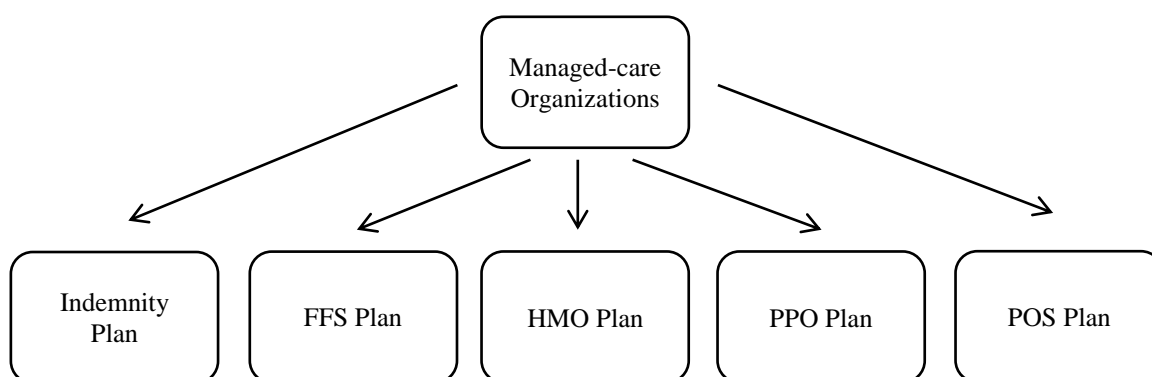 Managed-care
Organizations
Indemnity
Plan
FFS Plan
HMO Plan
PPO Plan
POS Plan